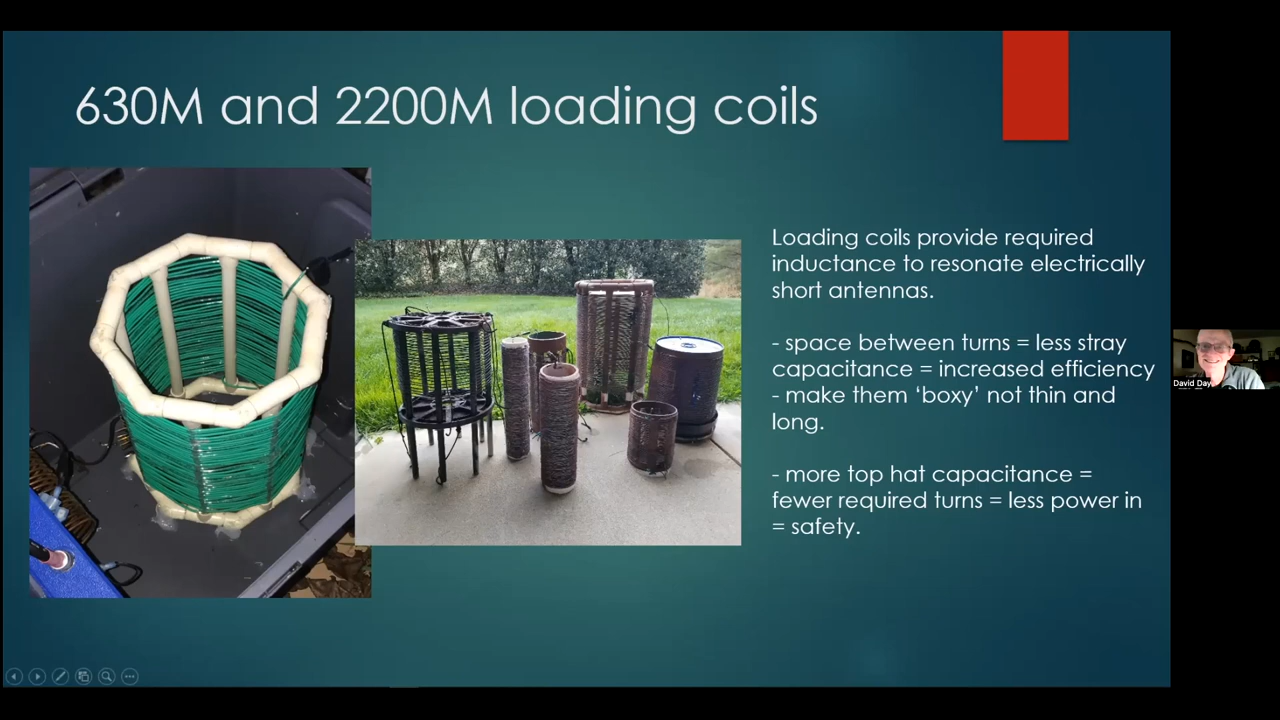 630M and 2200M loading coils
Loading coils provide required
inductance to resonate electrically
short antennas.
- space between turns = less stray
capacitance = increased efficiency
- make them ‘boxy’ not thin and
long.
- more top hat capacitance =
fewer required turns = less power in
= safety.
David Day